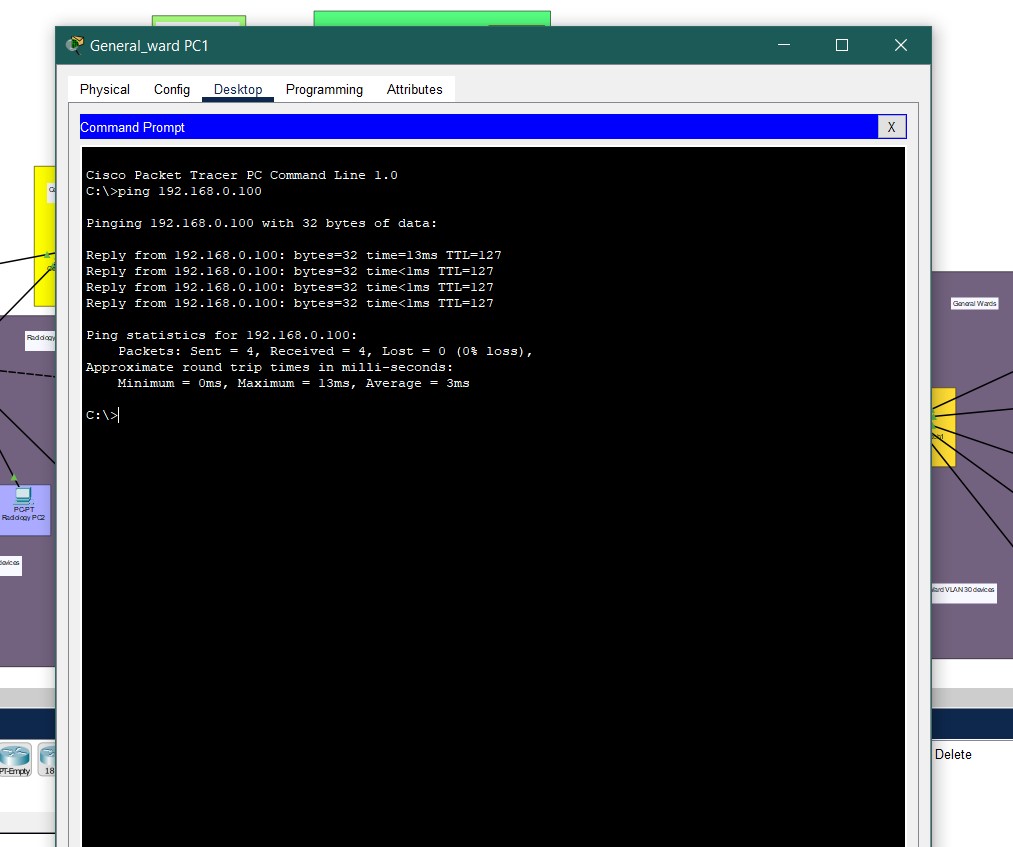 General_ward PC1
Physical Config Desktop Programming Attributes
Command Prompt X
Cisco Packet Tracer PC Command Line 1.0
C:\>ping 192.168.0.100
Pinging 192.168.0.100 with 32 bytes of data:
Reply from 192.168.0.100: bytes=32 time=13ms TTL=127
Reply from 192.168.0.100: bytes=32 time<1ms TTL=127
Reply from 192.168.0.100: bytes=32 time<1ms TTL=127
Reply from 192.168.0.100: bytes=32 time<1ms TTL=127
Ping statistics for 192.168.0.100:
Packets: Sent = 4, Received = 4, Lost = 0 (0% loss),
Approximate round trip times in milli-seconds:
Minimum = 0ms, Maximum = 13ms, Average = 3ms
C:\>
Radiology
PC-PT
Radiology PC2
devices
PT-Empty
18
General Wards
VLAN 30 devices
Delete